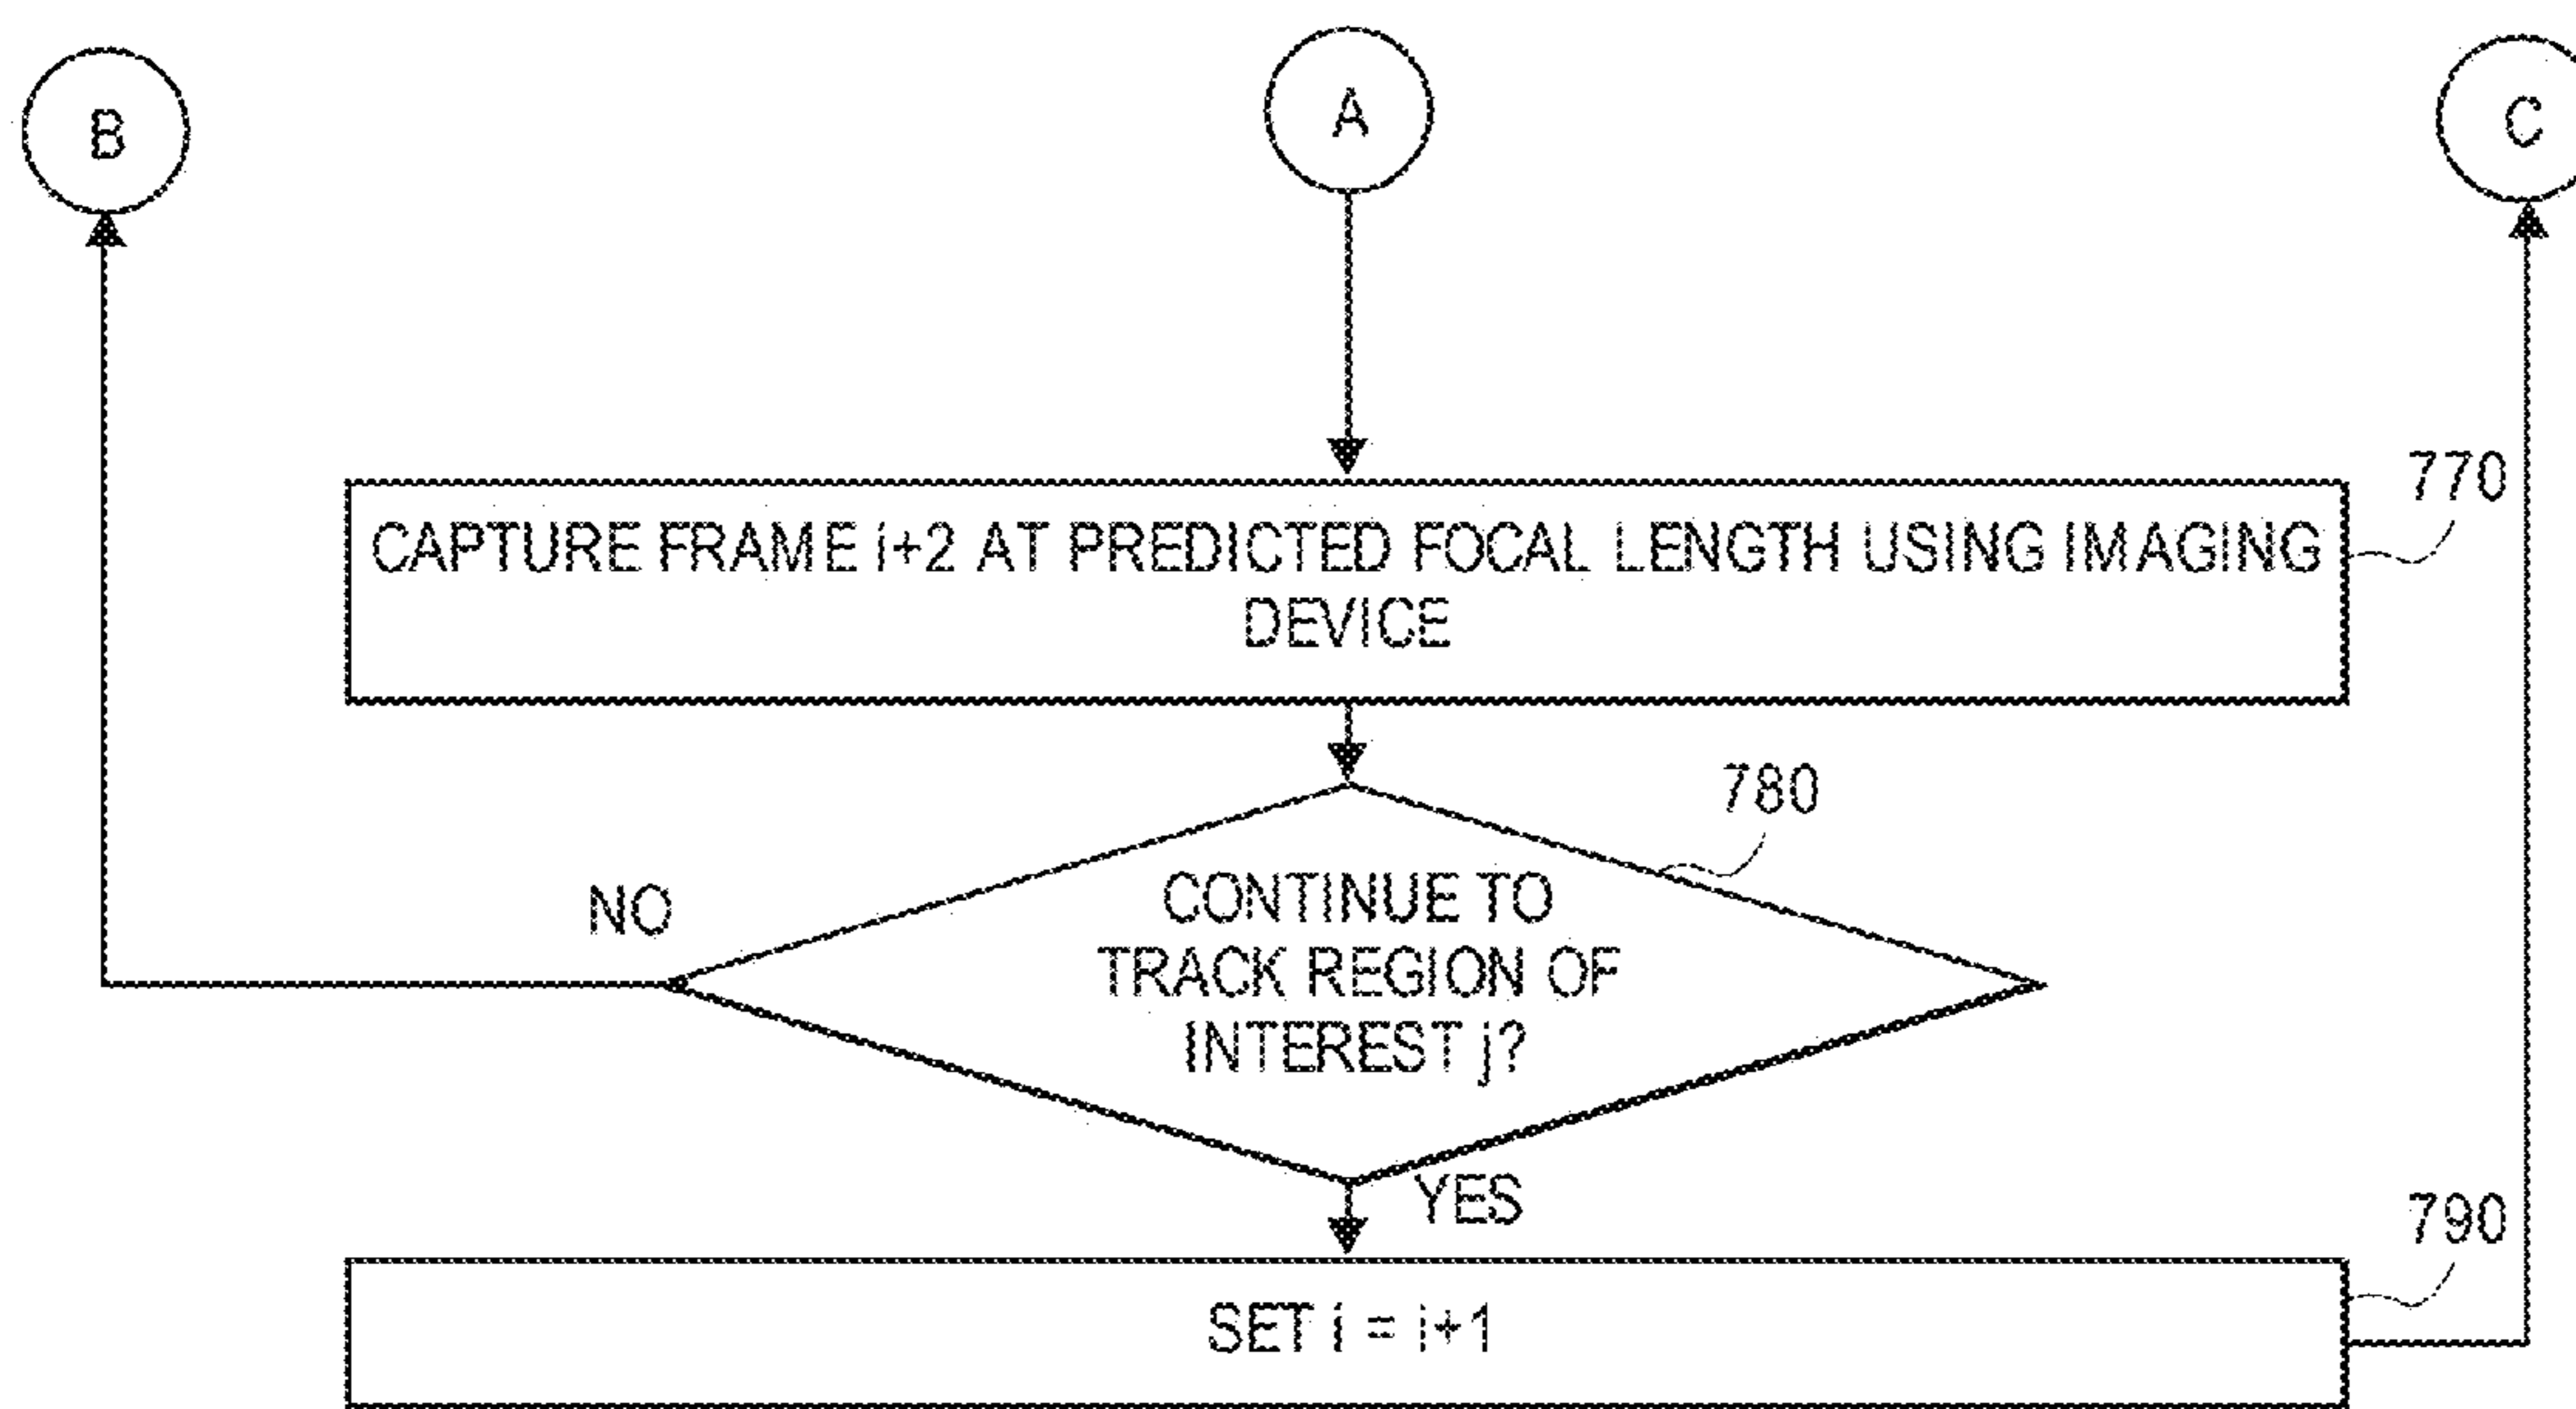 B
A
C
770
CAPTURE FRAME i+2 AT PREDICTED FOCAL LENGTH USING IMAGING
DEVICE
780
NO
CONTINUE TO
TRACK REGION OF
INTEREST j?
YES
790
SET i = i+1